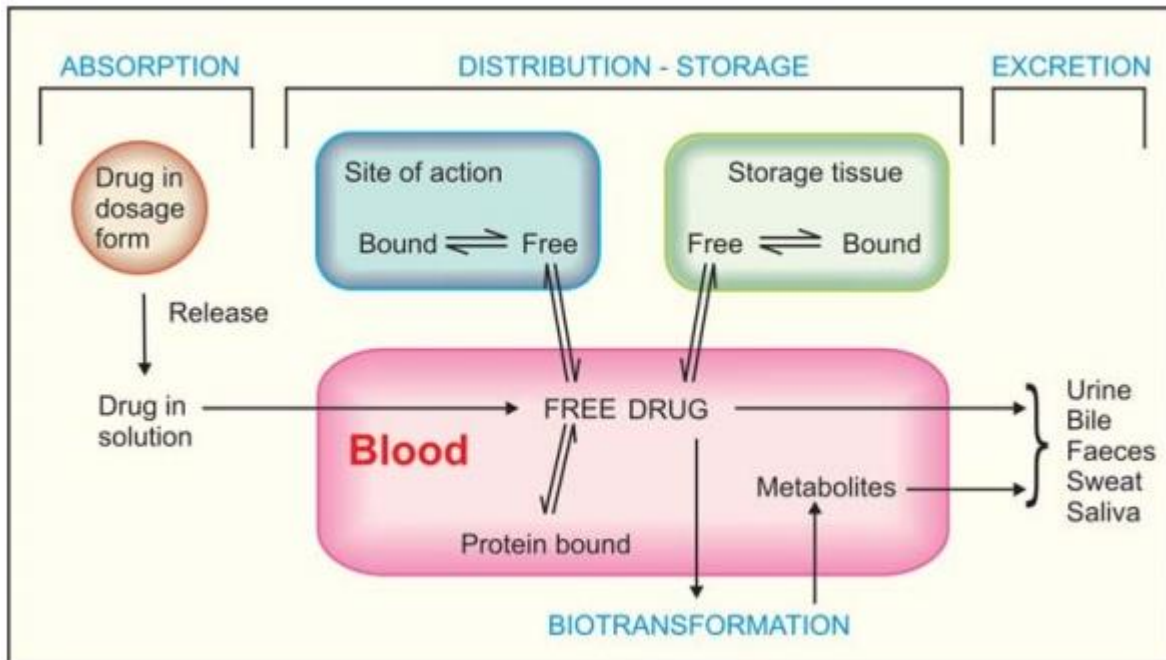 ABSORPTION
DISTRIBUTION - STORAGE
EXCRETION
Drug in
dosage
form
Release
Drug in
solution
Site of action
Bound Free
Storage tissue
Free Bound
FREE DRUG
Blood
Protein bound
Metabolites
BIOTRANSFORMATION
Urine
Bile
Faeces
Sweat
Saliva